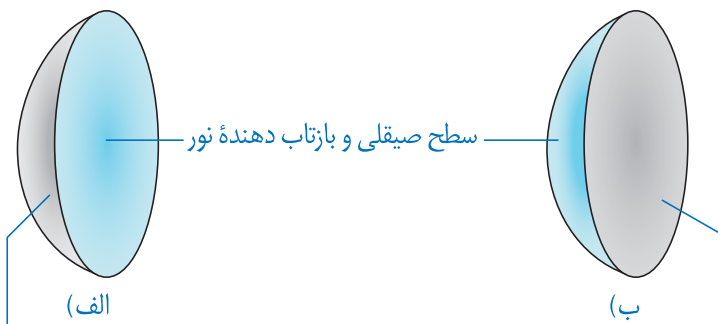 سطح صیقلی و بازتاب دهندهٔ نور
الف)
ب)